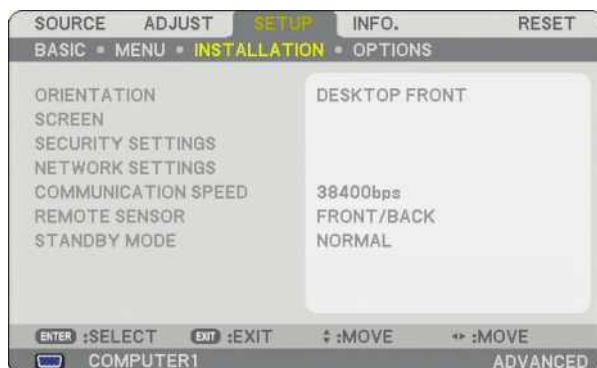 SOURCE ADJUST SETUP INFO. RESET
BASIC • MENU • INSTALLATION • OPTIONS
ORIENTATION DESKTOP FRONT
SCREEN
SECURITY SETTINGS
NETWORK SETTINGS
COMMUNICATION SPEED 38400bps
REMOTE SENSOR FRONT/BACK
STANDBY MODE NORMAL
ENTER :SELECT EXIT :EXIT ⬍ :MOVE ⬌ :MOVE
COMPUTER1 ADVANCED